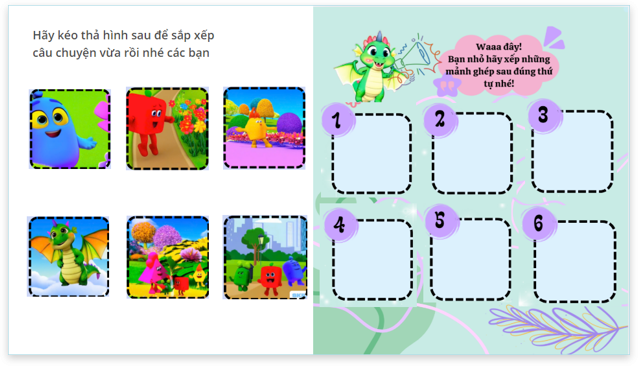 Hãy kéo thả hình sau để sắp xếp
câu chuyện vừa rồi nhé các bạn
Waaa đây!
Bạn nhỏ hãy xếp những
mảnh ghép sau đúng thứ
tự nhé!
1
2
3
4
5
6